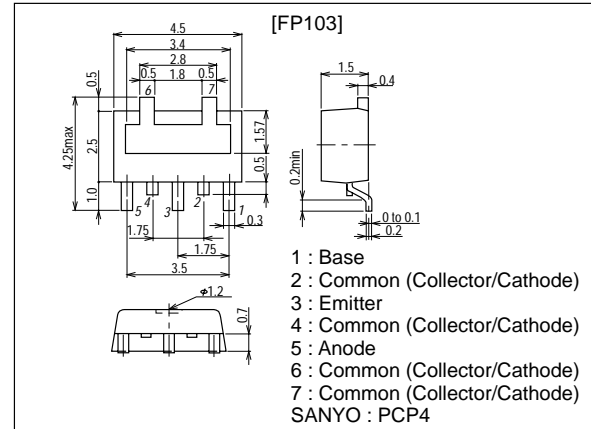 [FP103]
4.5
3.4
2.8
0.5 1.8 0.5
6 7
0.5
4.25max
2.5
1.0
1.57
0.5
5 4 3 2 1
0.3
1.75
1.75
3.5
1.5
0.4
0.2min
0 to 0.1
0.2
φ1.2
0.7
1 : Base
2 : Common (Collector/Cathode)
3 : Emitter
4 : Common (Collector/Cathode)
5 : Anode
6 : Common (Collector/Cathode)
7 : Common (Collector/Cathode)
SANYO : PCP4